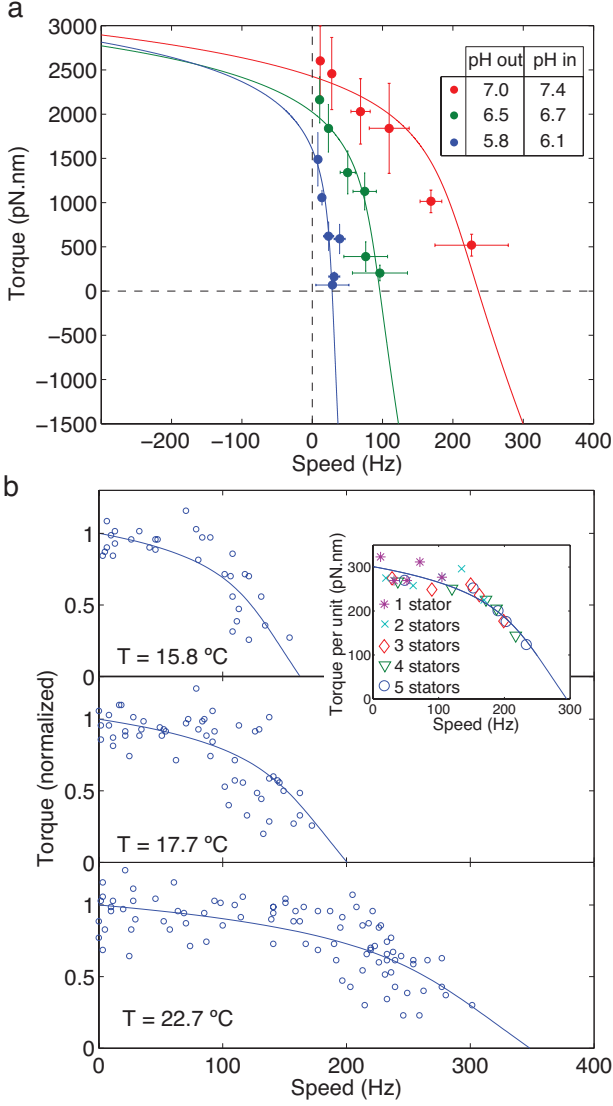 a
3000
2500
2000
1500
1000
500
0
−500
−1000
−1500
Torque (pN.nm)
pH out pH in
7.0 7.4
6.5 6.7
5.8 6.1
−200 −100 0 100 200 300 400
Speed (Hz)
b
1
0.5
0
T = 15.8 ºC
300
200
100
0
Torque per unit (pN.nm)
1 stator
2 stators
3 stators
4 stators
5 stators
0 100 200 300
Speed (Hz)
Torque (normalized)
1
0.5
0
T = 17.7 ºC
1
0.5
0
T = 22.7 ºC
0 100 200 300 400
Speed (Hz)